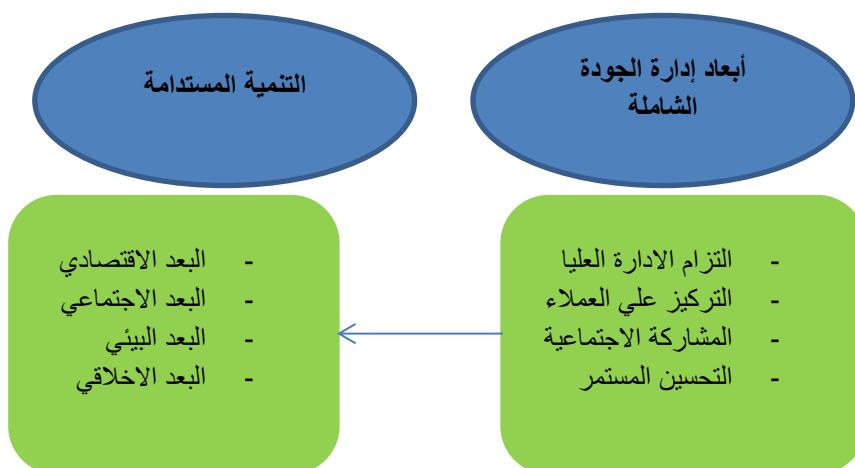 أبعاد إدارة الجودة
الشاملة
- التزام الادارة العليا
- التركيز علي العملاء
- المشاركة الاجتماعية
- التحسين المستمر
التنمية المستدامة
- البعد الاقتصادي
- البعد الاجتماعي
- البعد البيئي
- البعد الاخلاقي